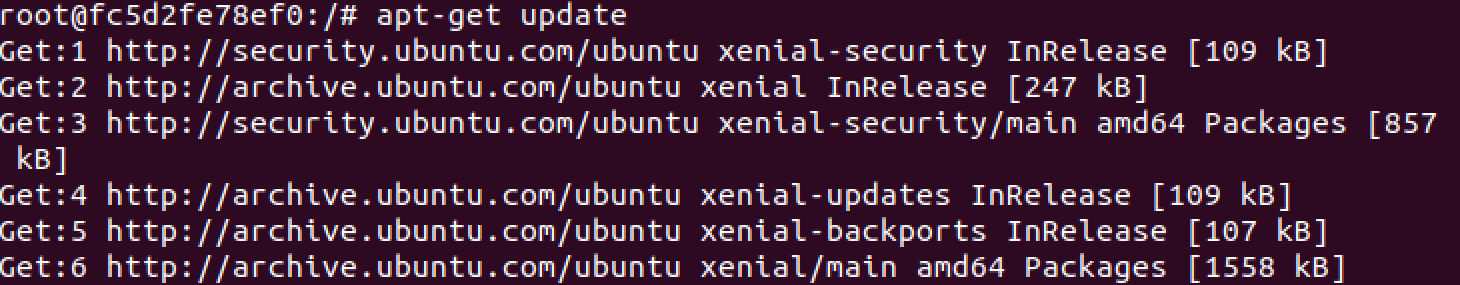 root@fc5d2fe78ef0:/# apt-get update
Get:1 http://security.ubuntu.com/ubuntu xenial-security InRelease [109 kB]
Get:2 http://archive.ubuntu.com/ubuntu xenial InRelease [247 kB]
Get:3 http://security.ubuntu.com/ubuntu xenial-security/main amd64 Packages [857
 kB]
Get:4 http://archive.ubuntu.com/ubuntu xenial-updates InRelease [109 kB]
Get:5 http://archive.ubuntu.com/ubuntu xenial-backports InRelease [107 kB]
Get:6 http://archive.ubuntu.com/ubuntu xenial/main amd64 Packages [1558 kB]